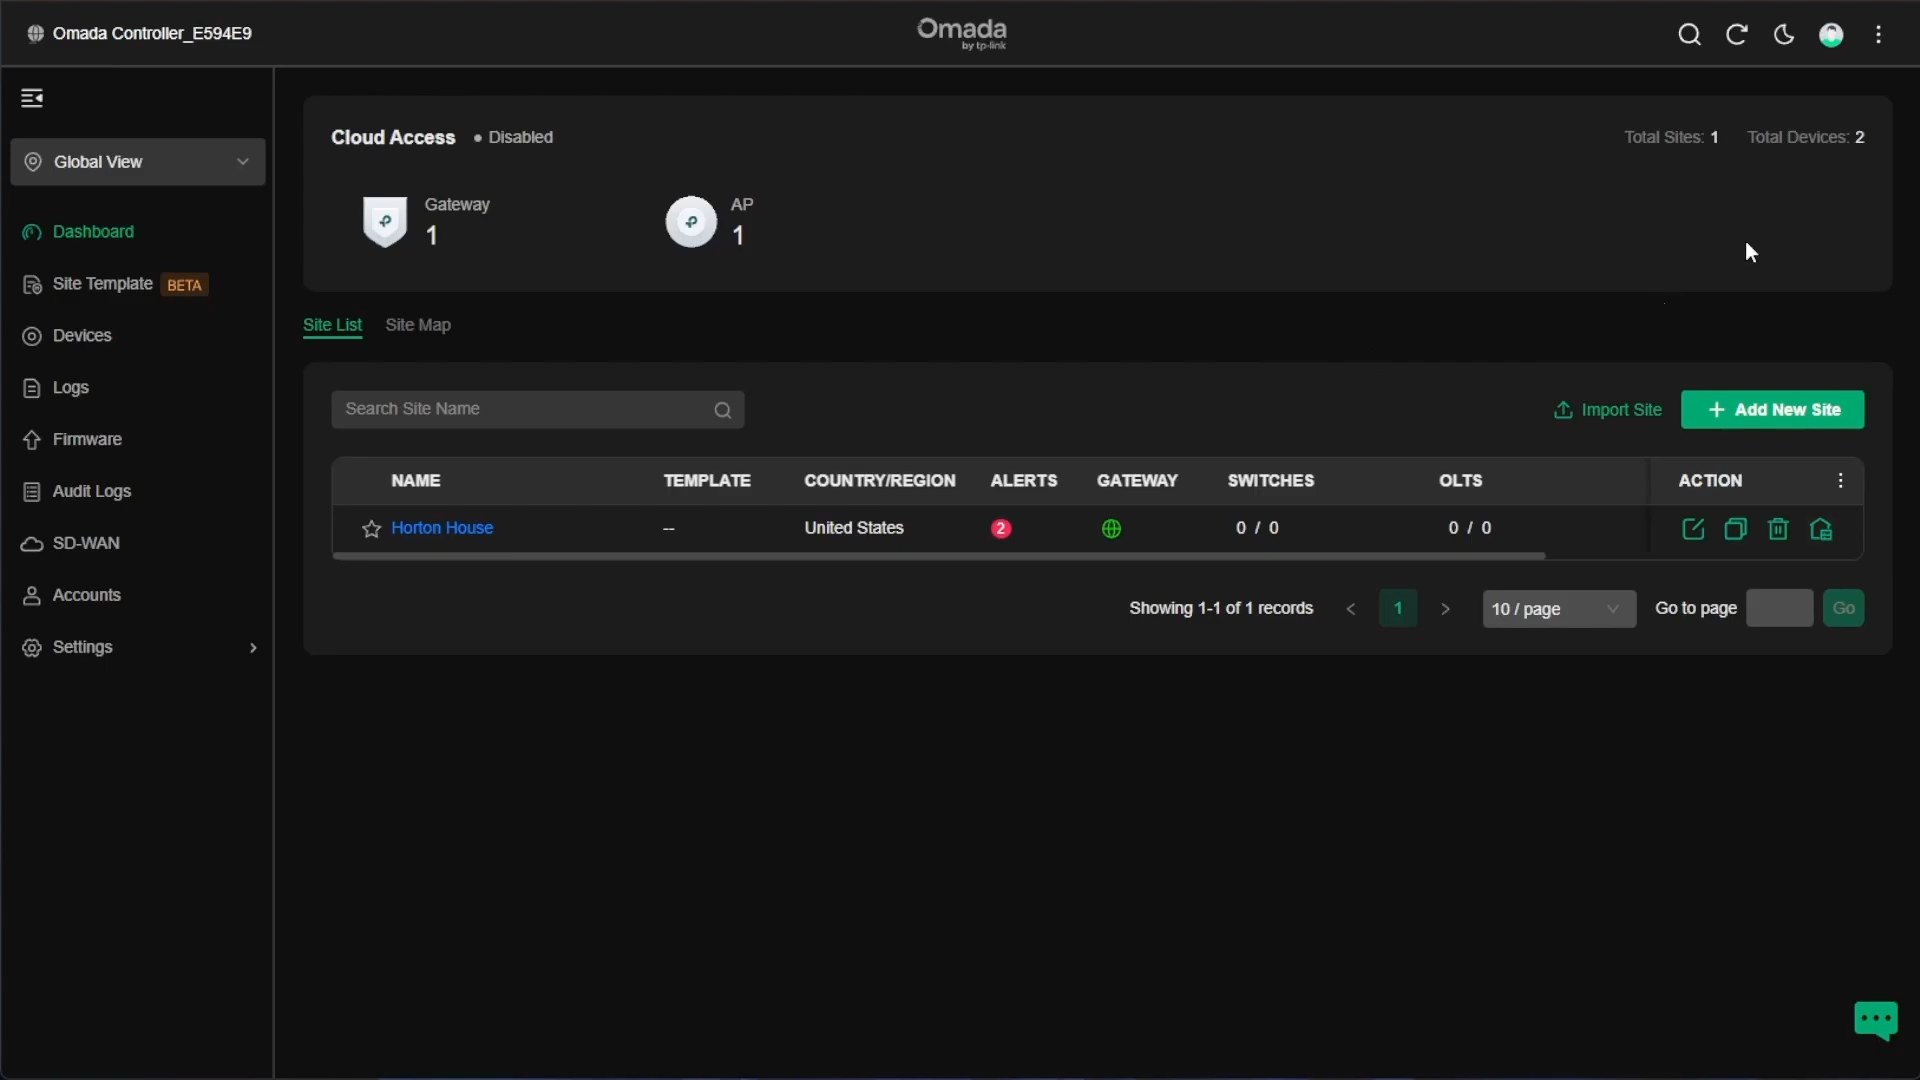 Omada Controller_E594E9
Omada
by tp-link
Global View
Dashboard
Site Template BETA
Devices
Logs
Firmware
Audit Logs
SD-WAN
Accounts
Settings
Cloud Access • Disabled
Total Sites: 1 Total Devices: 2
Gateway
1
AP
1
Site List Site Map
Search Site Name
Import Site
+ Add New Site
NAME TEMPLATE COUNTRY/REGION ALERTS GATEWAY SWITCHES OLTS ACTION
Horton House -- United States 2 0 / 0 0 / 0
Showing 1-1 of 1 records < 1 > 10 / page Go to page Go